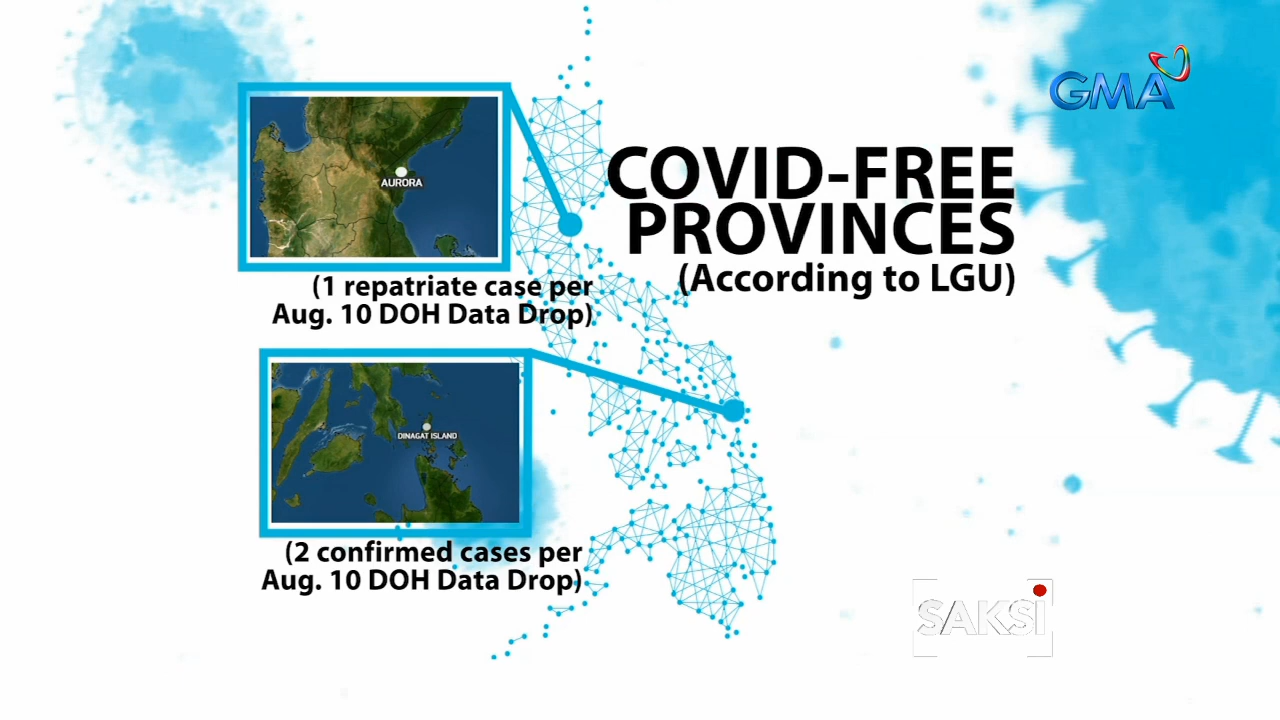 GMA
COVID-FREE
PROVINCES
(According to LGU)
AURORA
(1 repatriate case per
Aug. 10 DOH Data Drop)
DINAGAT ISLAND
(2 confirmed cases per
Aug. 10 DOH Data Drop)
SAKSI